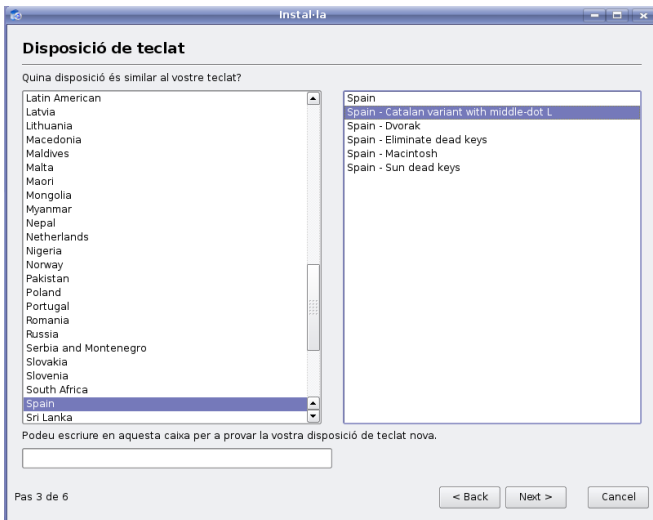 Instal·la
Disposició de teclat
Quina disposició és similar al vostre teclat?
Latin American
Latvia
Lithuania
Macedonia
Maldives
Malta
Maori
Mongolia
Myanmar
Nepal
Netherlands
Nigeria
Norway
Pakistan
Poland
Portugal
Romania
Russia
Serbia and Montenegro
Slovakia
Slovenia
South Africa
Spain
Sri Lanka
Spain
Spain - Catalan variant with middle-dot L
Spain - Dvorak
Spain - Eliminate dead keys
Spain - Macintosh
Spain - Sun dead keys
Podeu escriure en aquesta caixa per a provar la vostra disposició de teclat nova.
Pas 3 de 6
< Back
Next >
Cancel